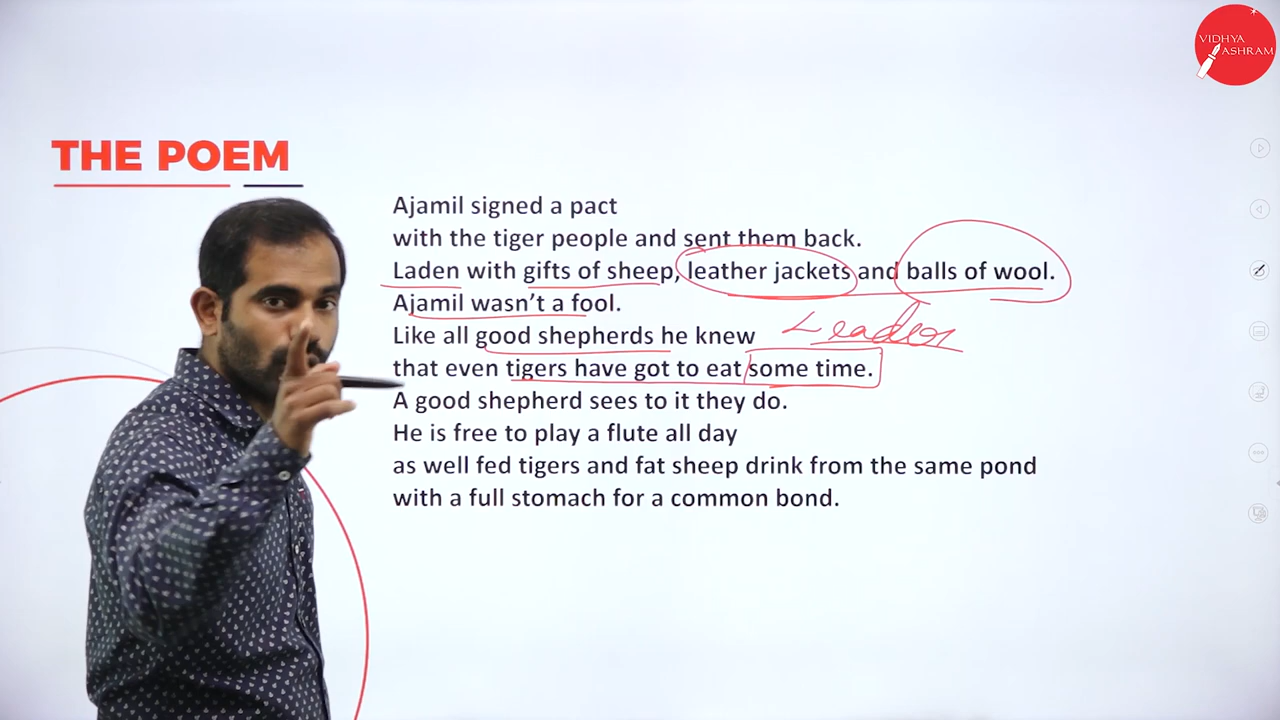 VIDHYA
ASHRAM
THE POEM
Ajamil signed a pact
with the tiger people and sent them back.
Laden with gifts of sheep, leather jackets and balls of wool.
Ajamil wasn't a fool.
Like all good shepherds he knew
Leader
that even tigers have got to eat some time.
A good shepherd sees to it they do.
He is free to play a flute all day
as well fed tigers and fat sheep drink from the same pond
with a full stomach for a common bond.